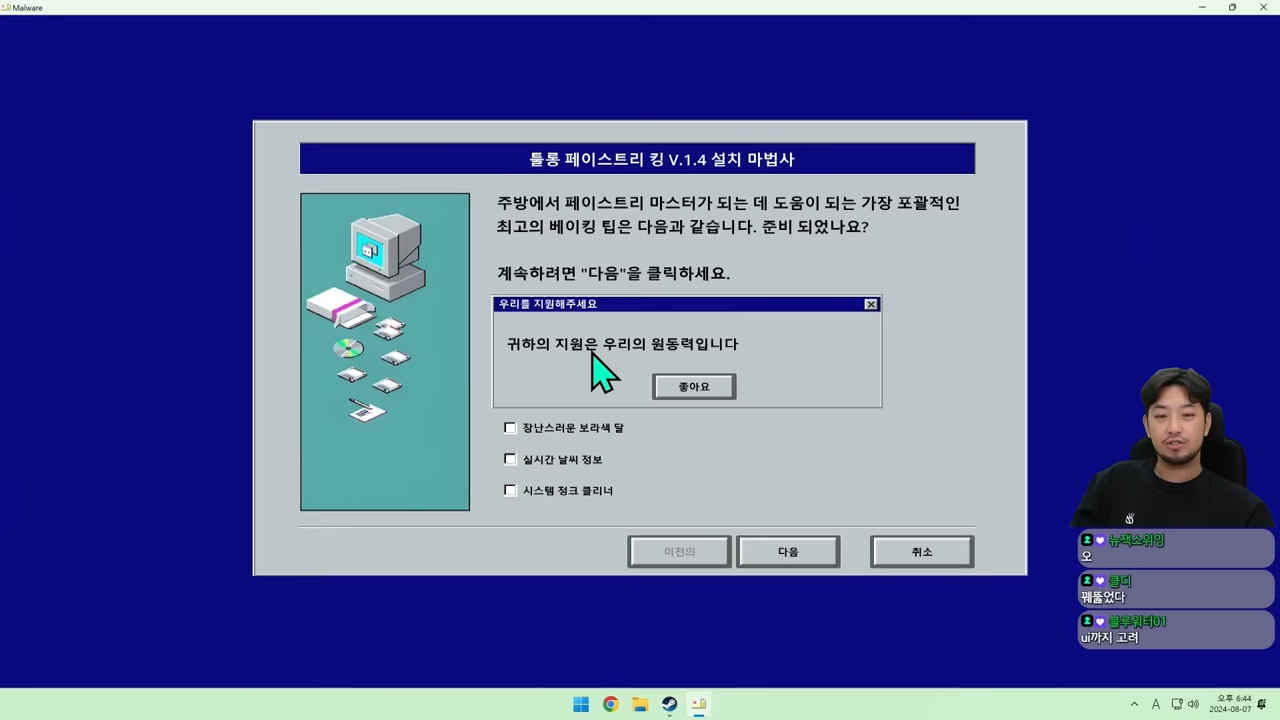 Malware
툴롱 페이스트리 킹 V.1.4 설치 마법사
주방에서 페이스트리 마스터가 되는 데 도움이 되는 가장 포괄적인
최고의 베이킹 팁은 다음과 같습니다. 준비 되었나요?
계속하려면 "다음"을 클릭하세요.
우리를 지원해주세요
귀하의 지원은 우리의 원동력입니다
좋아요
장난스러운 보라색 달
실시간 날씨 정보
시스템 정크 클리너
이전의
다음
취소
뉴잭스위잉
오
클디
꿰뚫었다
블루워터01
ui까지 고려
A
오후 6:44
2024-08-07